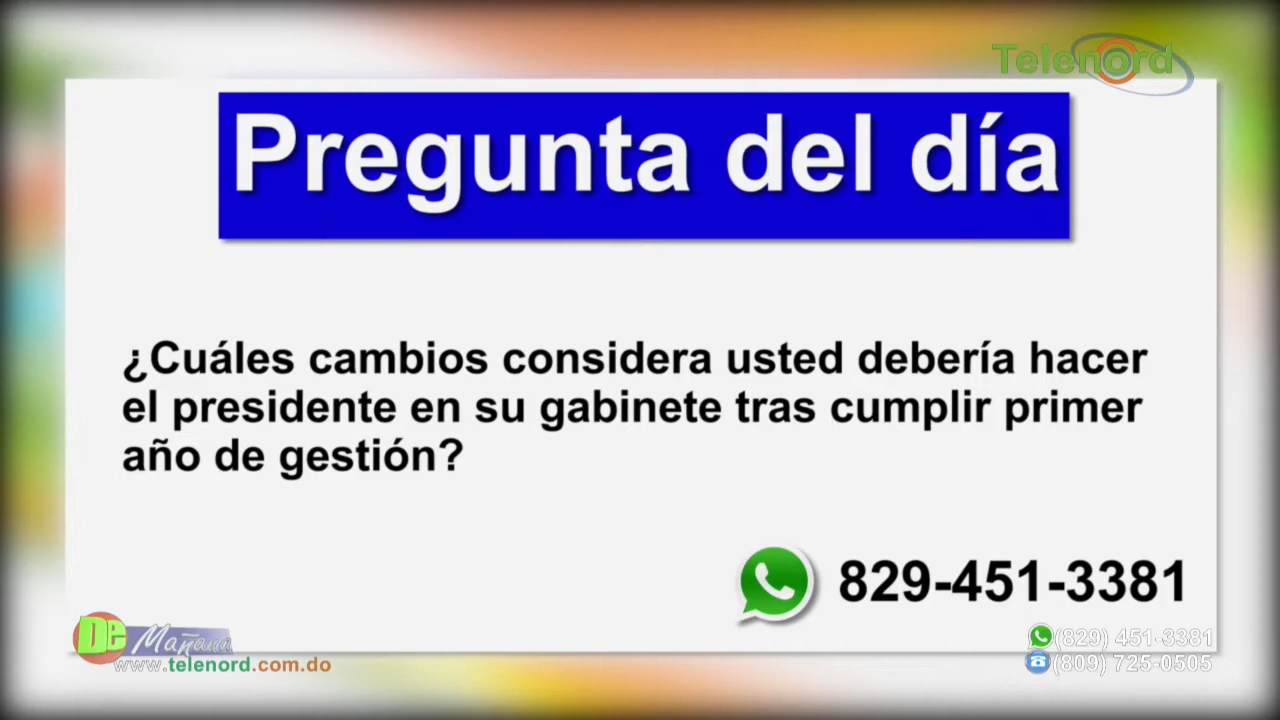 Telenord
Pregunta del día
¿Cuáles cambios considera usted debería hacer
el presidente en su gabinete tras cumplir primer
año de gestión?
829-451-3381
De Mañana
www.telenord.com.do
(829) 451-3381
(809) 725-0505